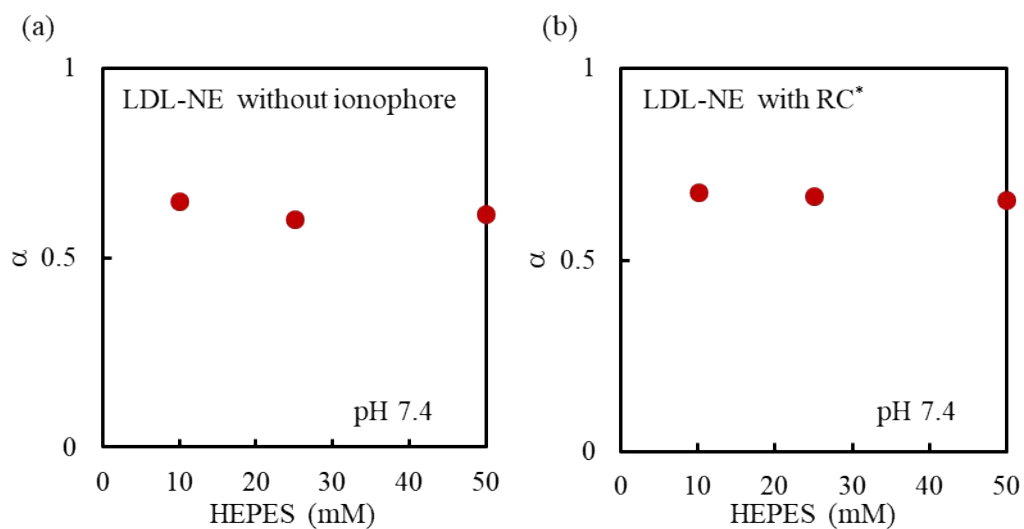 (a)
1
LDL-NE without ionophore
α
0.5
pH 7.4
0
0 10 20 30 40 50
HEPES (mM)
(b)
1
LDL-NE with RC*
α
0.5
pH 7.4
0
0 10 20 30 40 50
HEPES (mM)